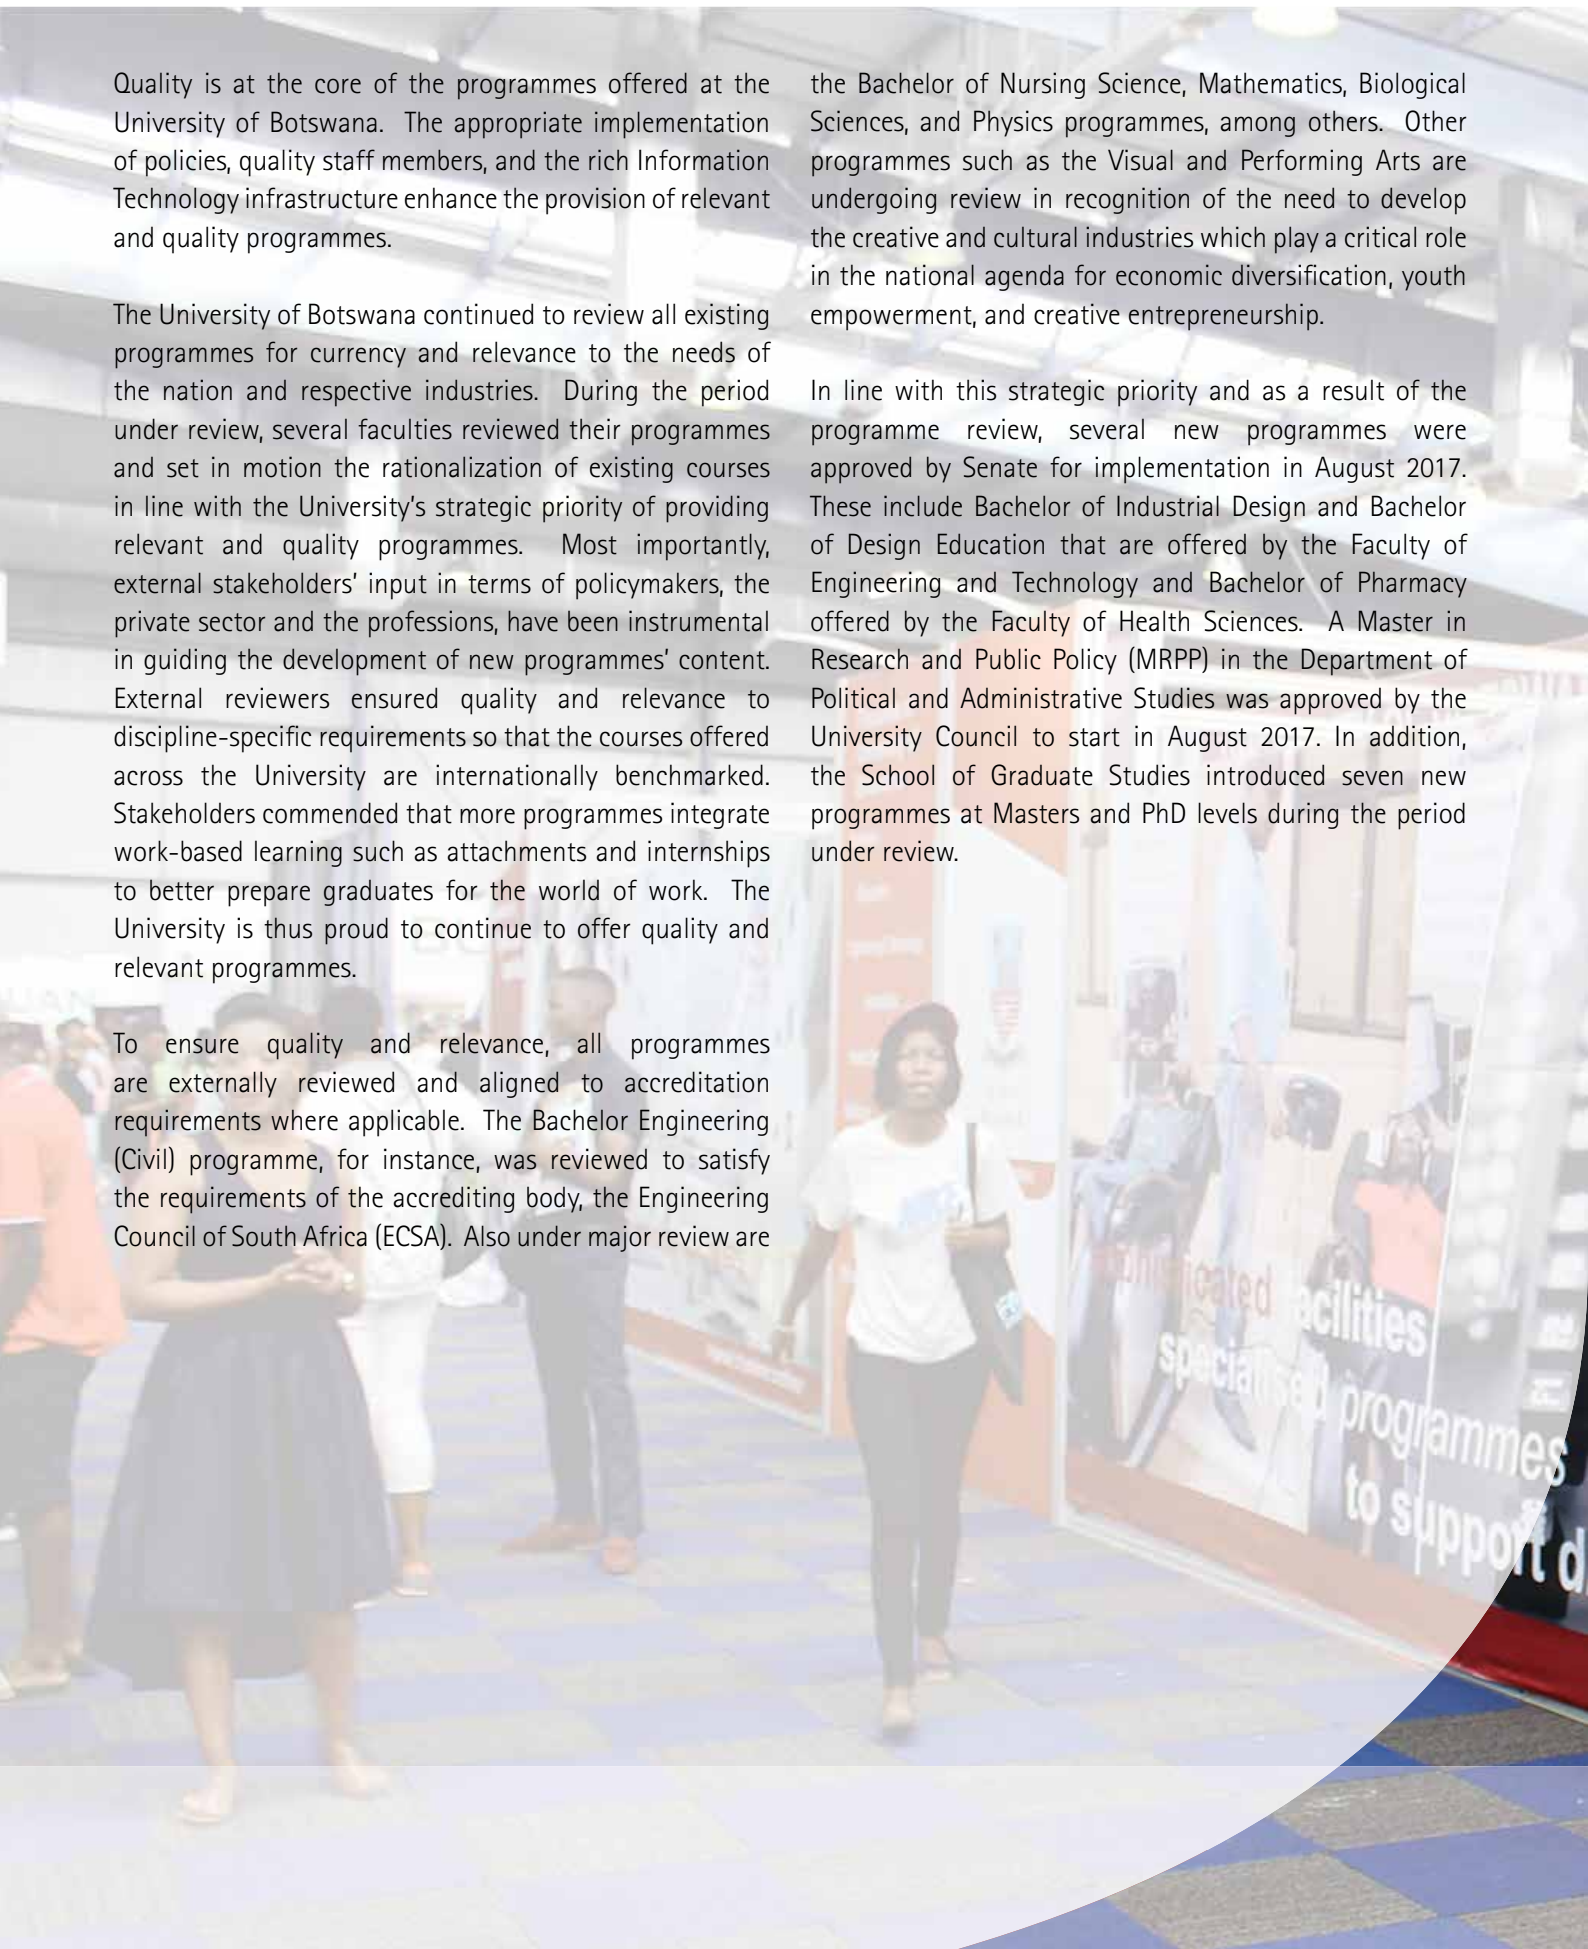 Quality is at the core of the programmes offered at the
University of Botswana. The appropriate implementation
of policies, quality staff members, and the rich Information
Technology infrastructure enhance the provision of relevant
and quality programmes.
The University of Botswana continued to review all existing
programmes for currency and relevance to the needs of
the nation and respective industries. During the period
under review, several faculties reviewed their programmes
and set in motion the rationalization of existing courses
in line with the University's strategic priority of providing
relevant and quality programmes. Most importantly,
external stakeholders' input in terms of policymakers, the
private sector and the professions, have been instrumental
in guiding the development of new programmes' content.
External reviewers ensured quality and relevance to
discipline-specific requirements so that the courses offered
across the University are internationally benchmarked.
Stakeholders commended that more programmes integrate
work-based learning such as attachments and internships
to better prepare graduates for the world of work. The
University is thus proud to continue to offer quality and
relevant programmes.
To ensure quality and relevance, all programmes
are externally reviewed and aligned to accreditation
requirements where applicable. The Bachelor Engineering
(Civil) programme, for instance, was reviewed to satisfy
the requirements of the accrediting body, the Engineering
Council of South Africa (ECSA). Also under major review are
the Bachelor of Nursing Science, Mathematics, Biological
Sciences, and Physics programmes, among others. Other
programmes such as the Visual and Performing Arts are
undergoing review in recognition of the need to develop
the creative and cultural industries which play a critical role
in the national agenda for economic diversification, youth
empowerment, and creative entrepreneurship.
In line with this strategic priority and as a result of the
programme review, several new programmes were
approved by Senate for implementation in August 2017.
These include Bachelor of Industrial Design and Bachelor
of Design Education that are offered by the Faculty of
Engineering and Technology and Bachelor of Pharmacy
offered by the Faculty of Health Sciences. A Master in
Research and Public Policy (MRPP) in the Department of
Political and Administrative Studies was approved by the
University Council to start in August 2017. In addition,
the School of Graduate Studies introduced seven new
programmes at Masters and PhD levels during the period
under review.
facilities
specialised programmes
to support d